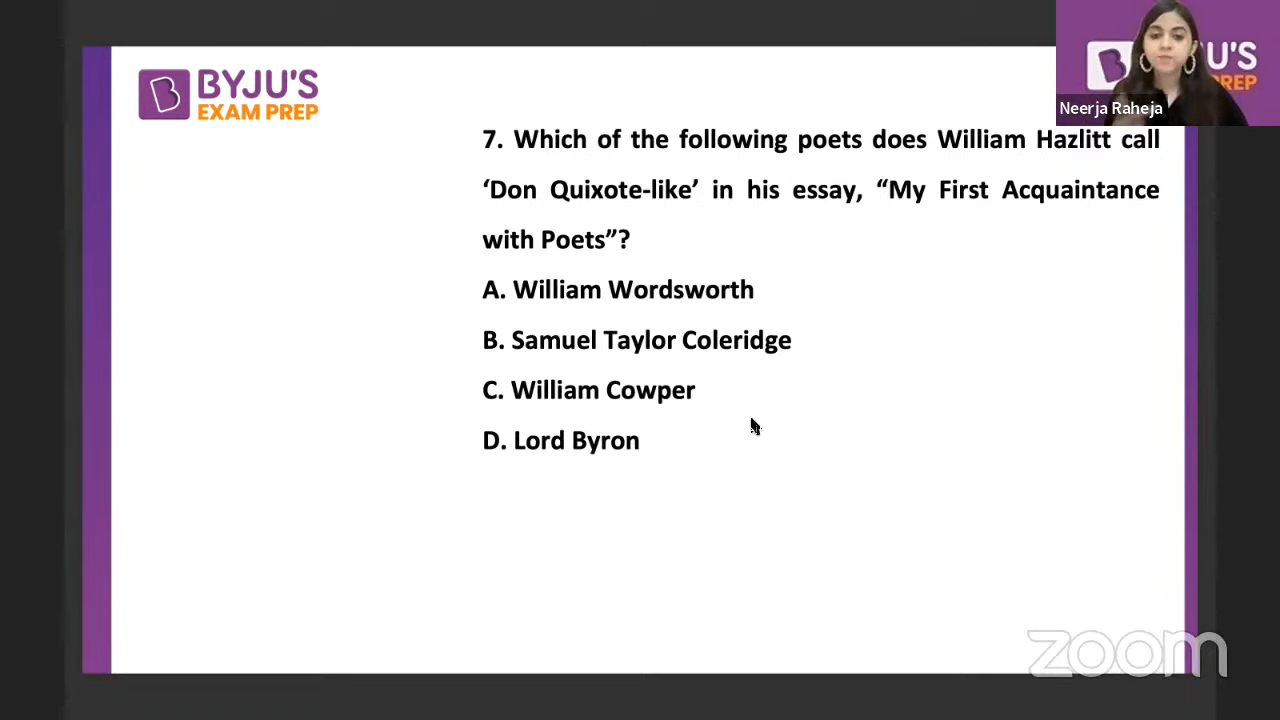 BYJU'S
EXAM PREP
U'S
EP
Neerja Raheja
7. Which of the following poets does William Hazlitt call
‘Don Quixote-like’ in his essay, “My First Acquaintance
with Poets”?
A. William Wordsworth
B. Samuel Taylor Coleridge
C. William Cowper
D. Lord Byron
zoom